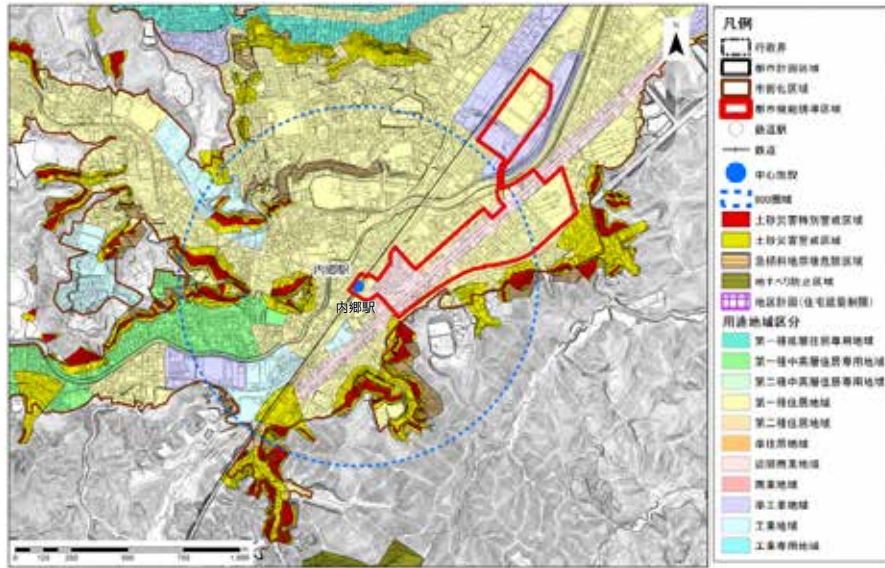 内郷駅
内郷駅
N
0
125
250
500
750
1,000
凡例
行政界
都市計画区域
市街化区域
都市機能誘導区域
鉄道駅
鉄道
中心施設
800圏域
土砂災害特別警戒区域
土砂災害警戒区域
急傾斜地崩壊危険区域
地すべり防止区域
地区計画(住宅建築制限)
用途地域区分
第一種低層住居専用地域
第一種中高層住居専用地域
第二種中高層住居専用地域
第一種住居地域
第二種住居地域
準住居地域
近隣商業地域
商業地域
準工業地域
工業地域
工業専用地域